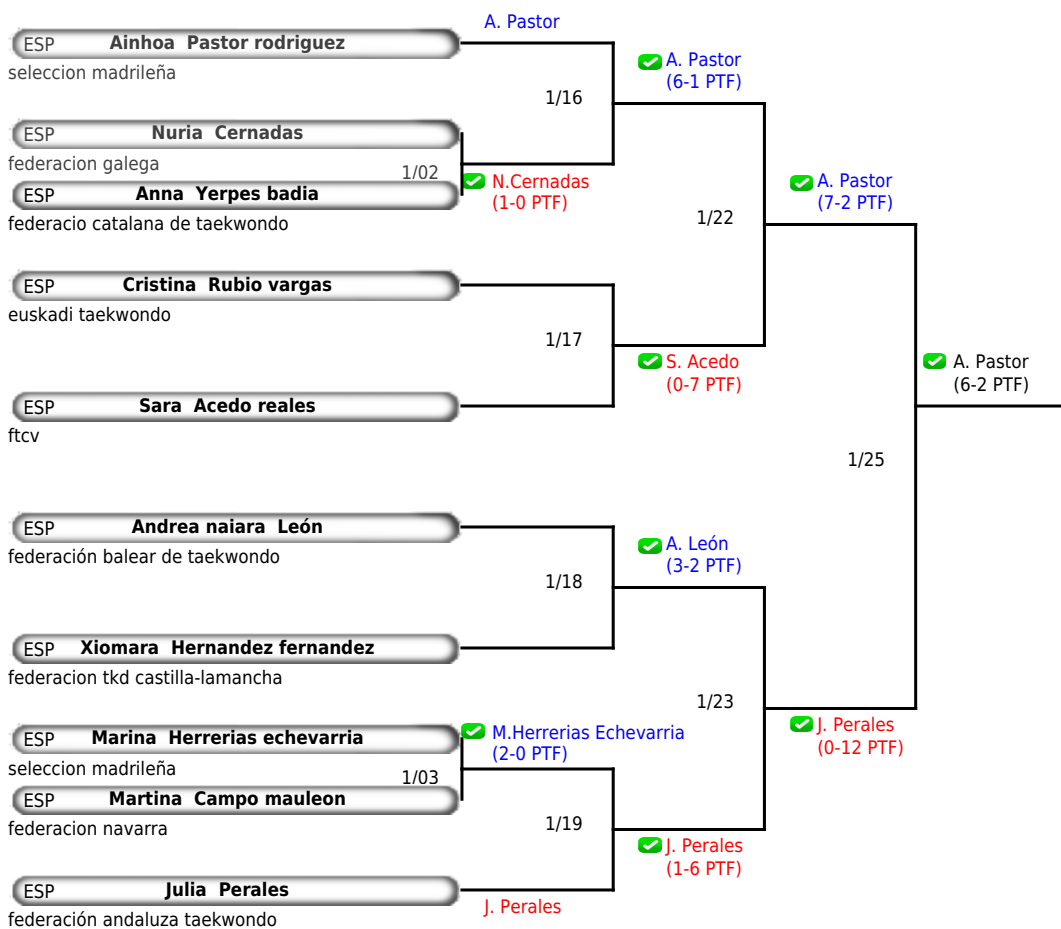 A. Pastor
ESP Ainhoa Pastor rodriguez
seleccion madrileña
A. Pastor
(6-1 PTF)
1/16
ESP Nuria Cernadas
federacion galega
1/02
N.Cernadas
(1-0 PTF)
ESP Anna Yerpes badia
federacio catalana de taekwondo
A. Pastor
(7-2 PTF)
1/22
ESP Cristina Rubio vargas
euskadi taekwondo
1/17
S. Acedo
(0-7 PTF)
A. Pastor
(6-2 PTF)
ESP Sara Acedo reales
ftcv
1/25
ESP Andrea naiara León
federación balear de taekwondo
A. León
(3-2 PTF)
1/18
ESP Xiomara Hernandez fernandez
federacion tkd castilla-lamancha
1/23
J. Perales
(0-12 PTF)
ESP Marina Herrerias echevarria
seleccion madrileña
M.Herrerias Echevarria
(2-0 PTF)
1/03
ESP Martina Campo mauleon
federacion navarra
1/19
J. Perales
(1-6 PTF)
ESP Julia Perales
federación andaluza taekwondo
J. Perales